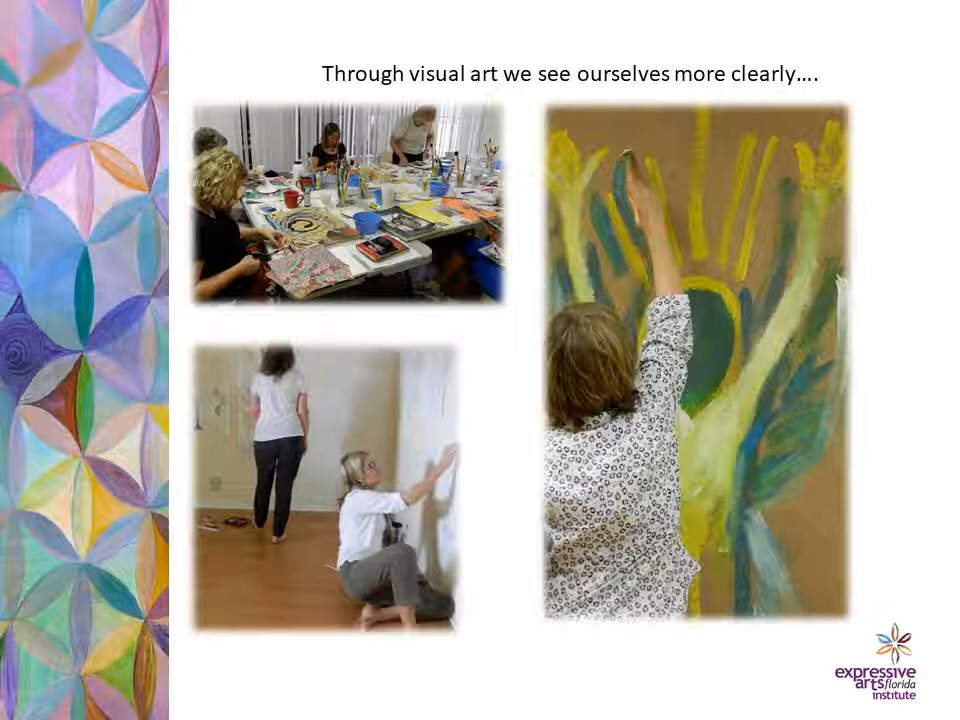 Through visual art we see ourselves more clearly….
expressive
arts florida
institute